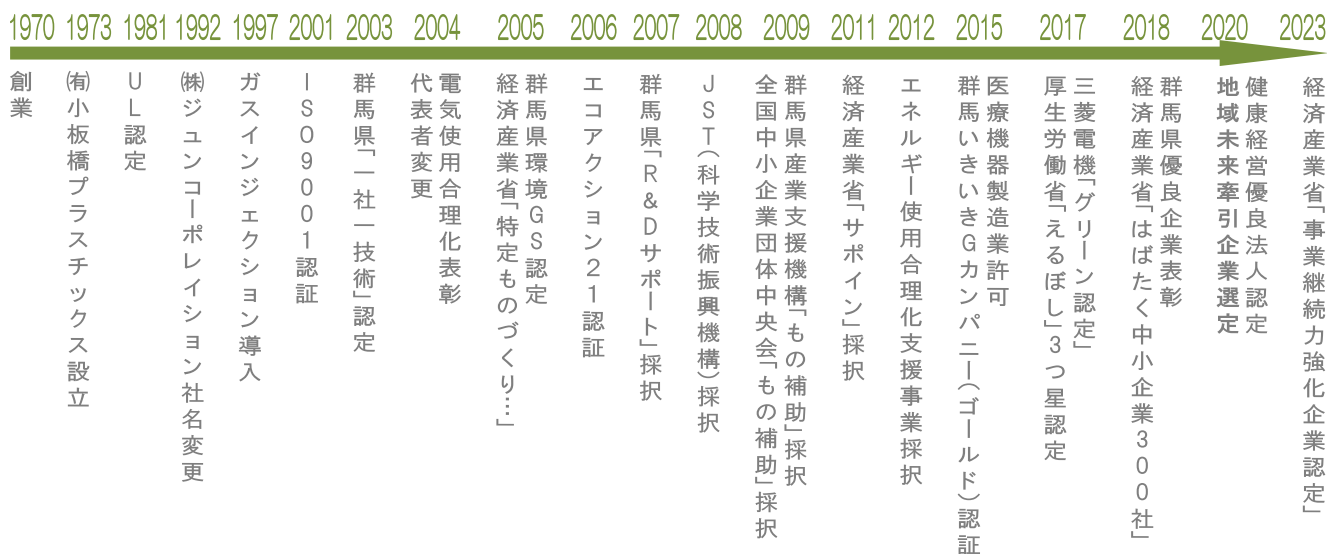 1970 1973 1981 1992 1997 2001 2003 2004 2005 2006 2007 2008 2009 2011 2012 2015 2017 2018 2020 2023
創業
㈲小板橋プラスチックス設立
UL認定
㈱ジュンコーポレイション社名変更
ガスインジェクション導入
ISO9001認証
群馬県「一社一技術」認定
電気使用合理化表彰
代表者変更
群馬県環境GS認定
経済産業省「特定ものづくり…」
エコアクション21認証
群馬県「R&Dサポート」採択
JST(科学技術振興機構)採択
群馬県産業支援機構「もの補助」採択
全国中小企業団体中央会「もの補助」採択
経済産業省「サポイン」採択
エネルギー使用合理化支援事業採択
医療機器製造業許可
群馬いきいきGカンパニー(ゴールド)認証
三菱電機「グリーン認定」
厚生労働省「えるぼし」3つ星認定
群馬県優良企業表彰
経済産業省「はばたく中小企業300社」
健康経営優良法人認定
地域未来牽引企業選定
経済産業省「事業継続力強化企業認定」